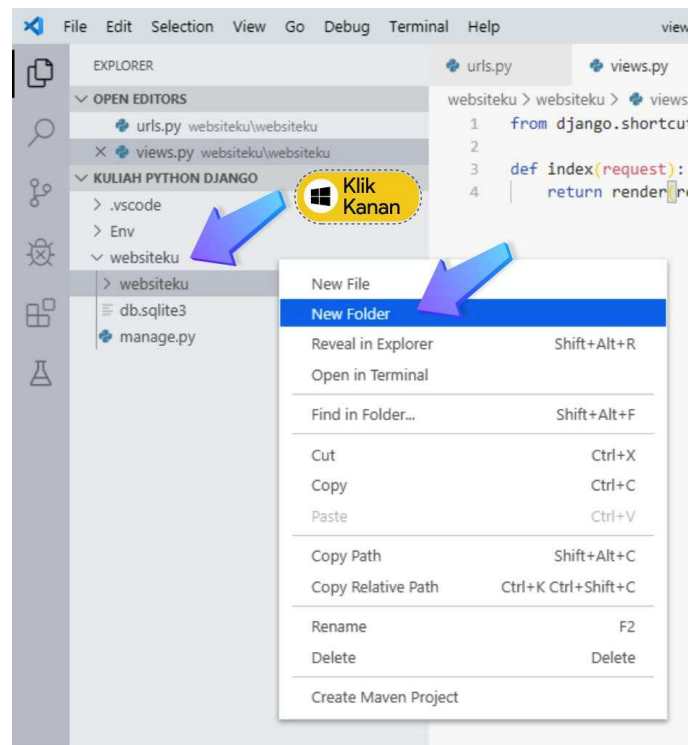 File Edit Selection View Go Debug Terminal Help view
EXPLORER
OPEN EDITORS
urls.py websiteku\websiteku
views.py websiteku\websiteku
KULIAH PYTHON DJANGO
.vscode
Env
websiteku
websiteku
db.sqlite3
manage.py
Klik
Kanan
urls.py views.py
websiteku > websiteku > views
1 from django.shortcut
2
3 def index(request):
4 return render(re
New File
New Folder
Reveal in Explorer Shift+Alt+R
Open in Terminal
Find in Folder... Shift+Alt+F
Cut Ctrl+X
Copy Ctrl+C
Paste Ctrl+V
Copy Path Shift+Alt+C
Copy Relative Path Ctrl+K Ctrl+Shift+C
Rename F2
Delete Delete
Create Maven Project